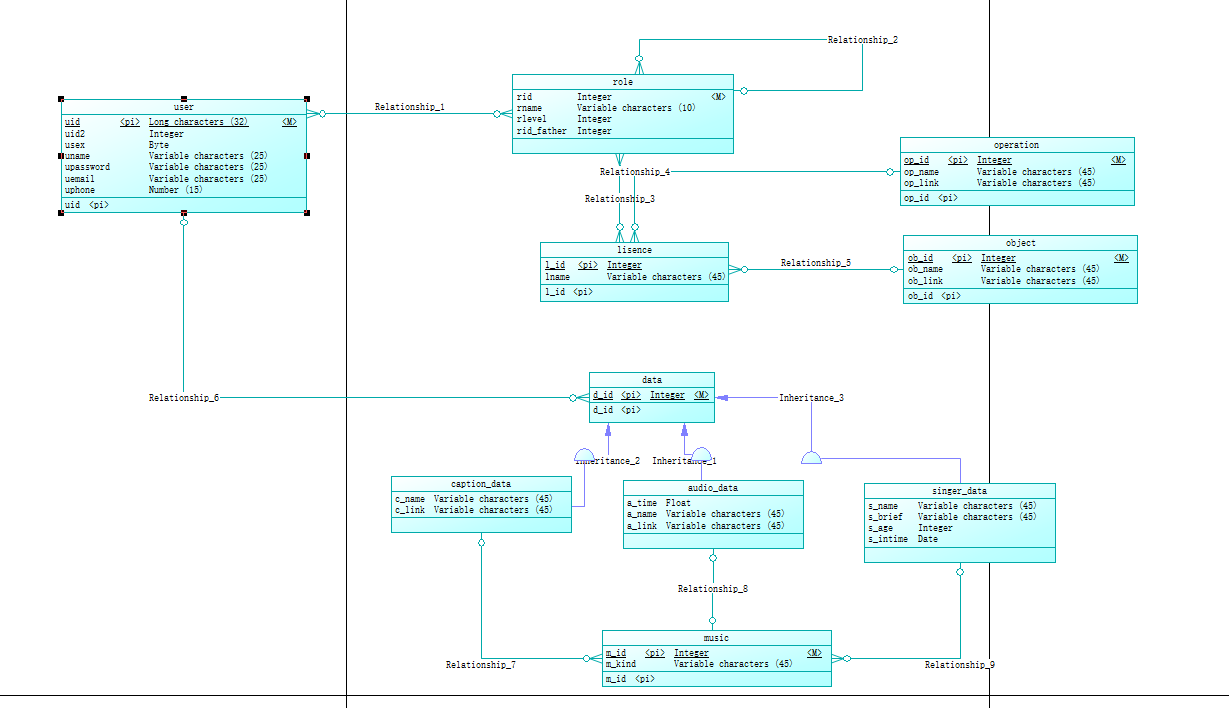 Relationship_2
role
rid Integer <M>
rname Variable characters (10)
rlevel Integer
rid_father Integer
user
uid <pi> Long characters (32) <M>
uid2 Integer
usex Byte
uname Variable characters (25)
upassword Variable characters (25)
uemail Variable characters (25)
uphone Number (15)
uid <pi>
Relationship_1
operation
op_id <pi> Integer <M>
op_name Variable characters (45)
op_link Variable characters (45)
op_id <pi>
Relationship_4
Relationship_3
lisence
l_id <pi> Integer
lname Variable characters (45)
l_id <pi>
Relationship_5
object
ob_id <pi> Integer <M>
ob_name Variable characters (45)
ob_link Variable characters (45)
ob_id <pi>
Relationship_6
data
d_id <pi> Integer <M>
d_id <pi>
Inheritance_3
Inheritance_2
Inheritance_1
caption_data
c_name Variable characters (45)
c_link Variable characters (45)
audio_data
a_time Float
a_name Variable characters (45)
a_link Variable characters (45)
singer_data
s_name Variable characters (45)
s_brief Variable characters (45)
s_age Integer
s_intime Date
Relationship_8
music
m_id <pi> Integer <M>
m_kind Variable characters (45)
m_id <pi>
Relationship_7
Relationship_9